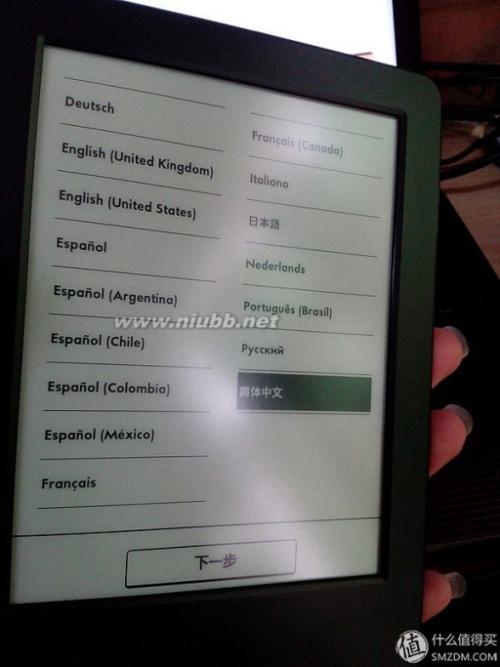 Deutsch
English (United Kingdom)
English (United States)
Español
Español (Argentina)
Español (Chile)
Español (Colombia)
Español (México)
Français
Français (Canada)
Italiano
日本語
Nederlands
Português (Brasil)
Русский
简体中文
下一步
www.niubb.net
值 什么值得买
SMZDM.COM